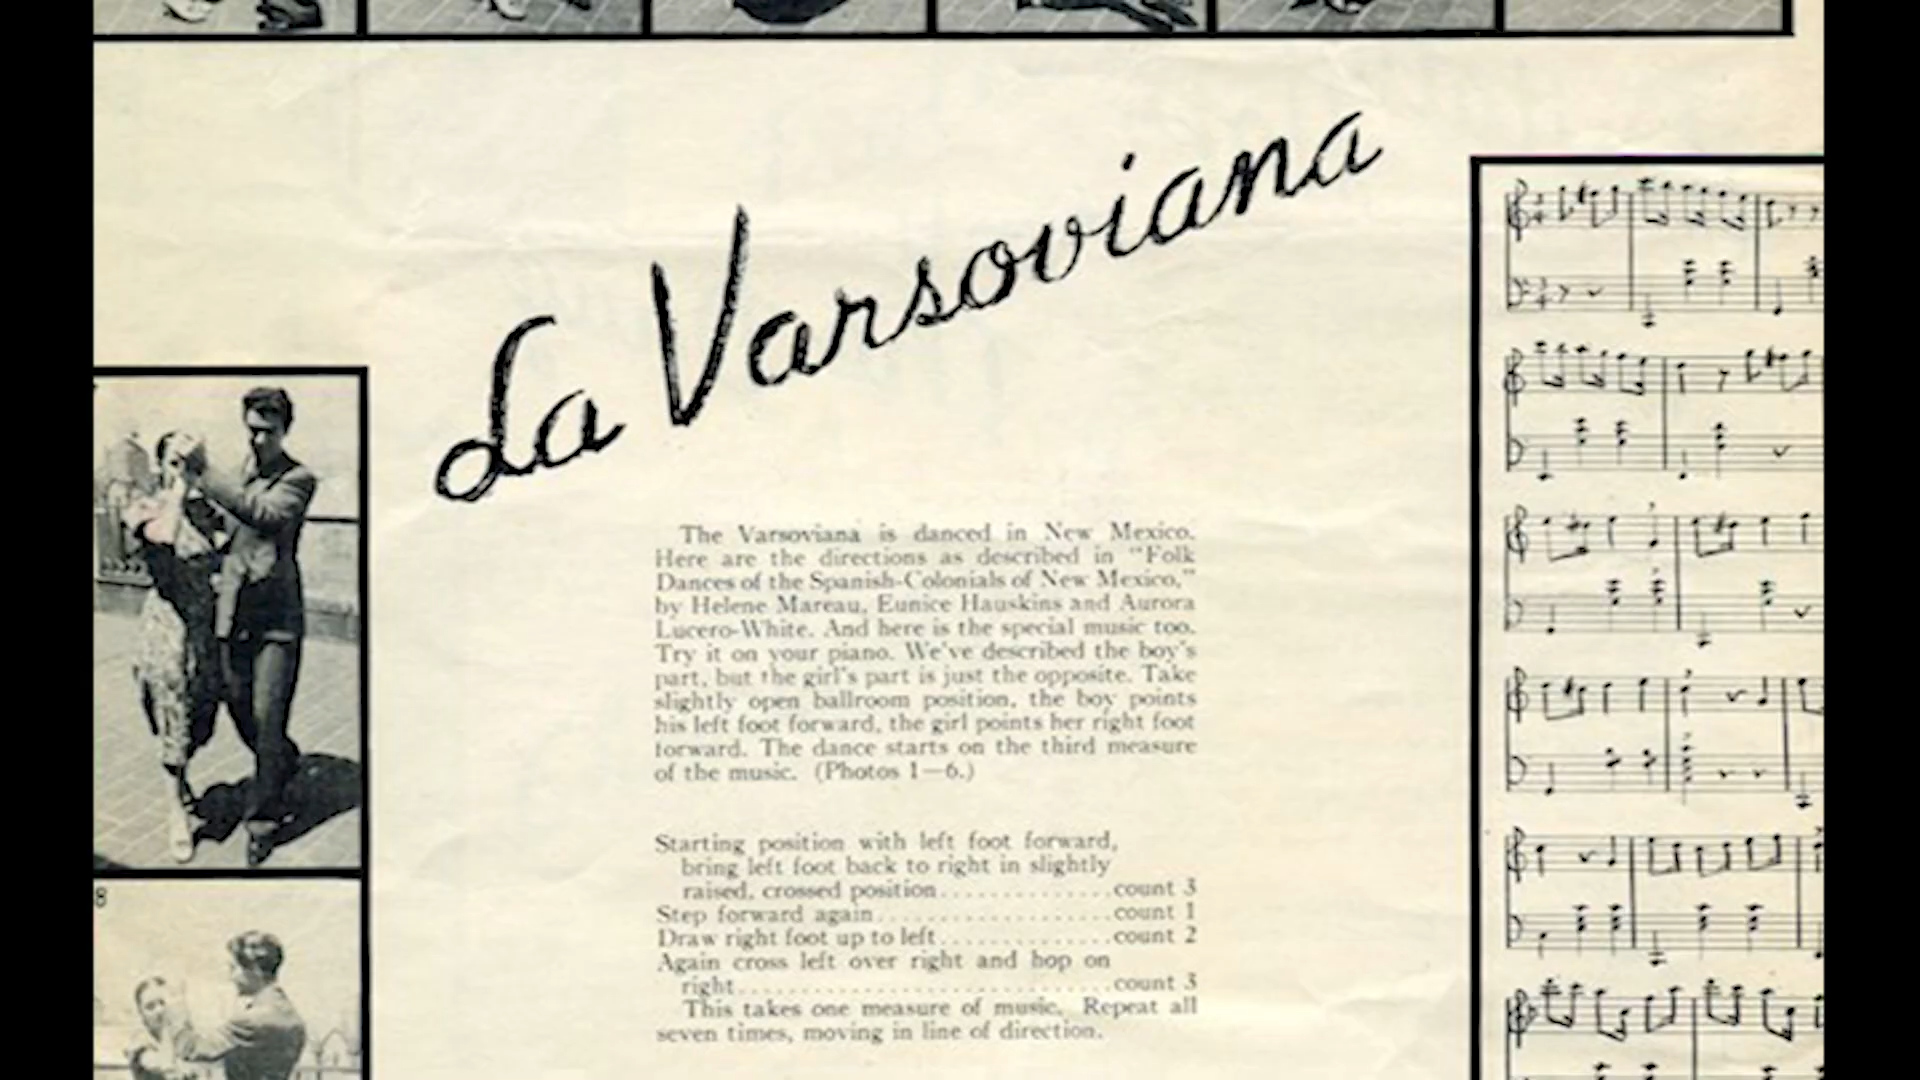 La Varsoviana
The Varsoviana is danced in New Mexico.
Here are the directions as described in "Folk
Dances of the Spanish-Colonials of New Mexico,"
by Helene Mareau, Eunice Hauskins and Aurora
Lucero-White. And here is the special music too.
Try it on your piano. We've described the boy's
part, but the girl's part is just the opposite. Take
slightly open ballroom position, the boy points
his left foot forward, the girl points her right foot
forward. The dance starts on the third measure
of the music. (Photos 1—6.)
Starting position with left foot forward,
bring left foot back to right in slightly
raised, crossed position..............count 3
Step forward again....................count 1
Draw right foot up to left..............count 2
Again cross left over right and hop on
right................................count 3
This takes one measure of music. Repeat all
seven times, moving in line of direction.
8